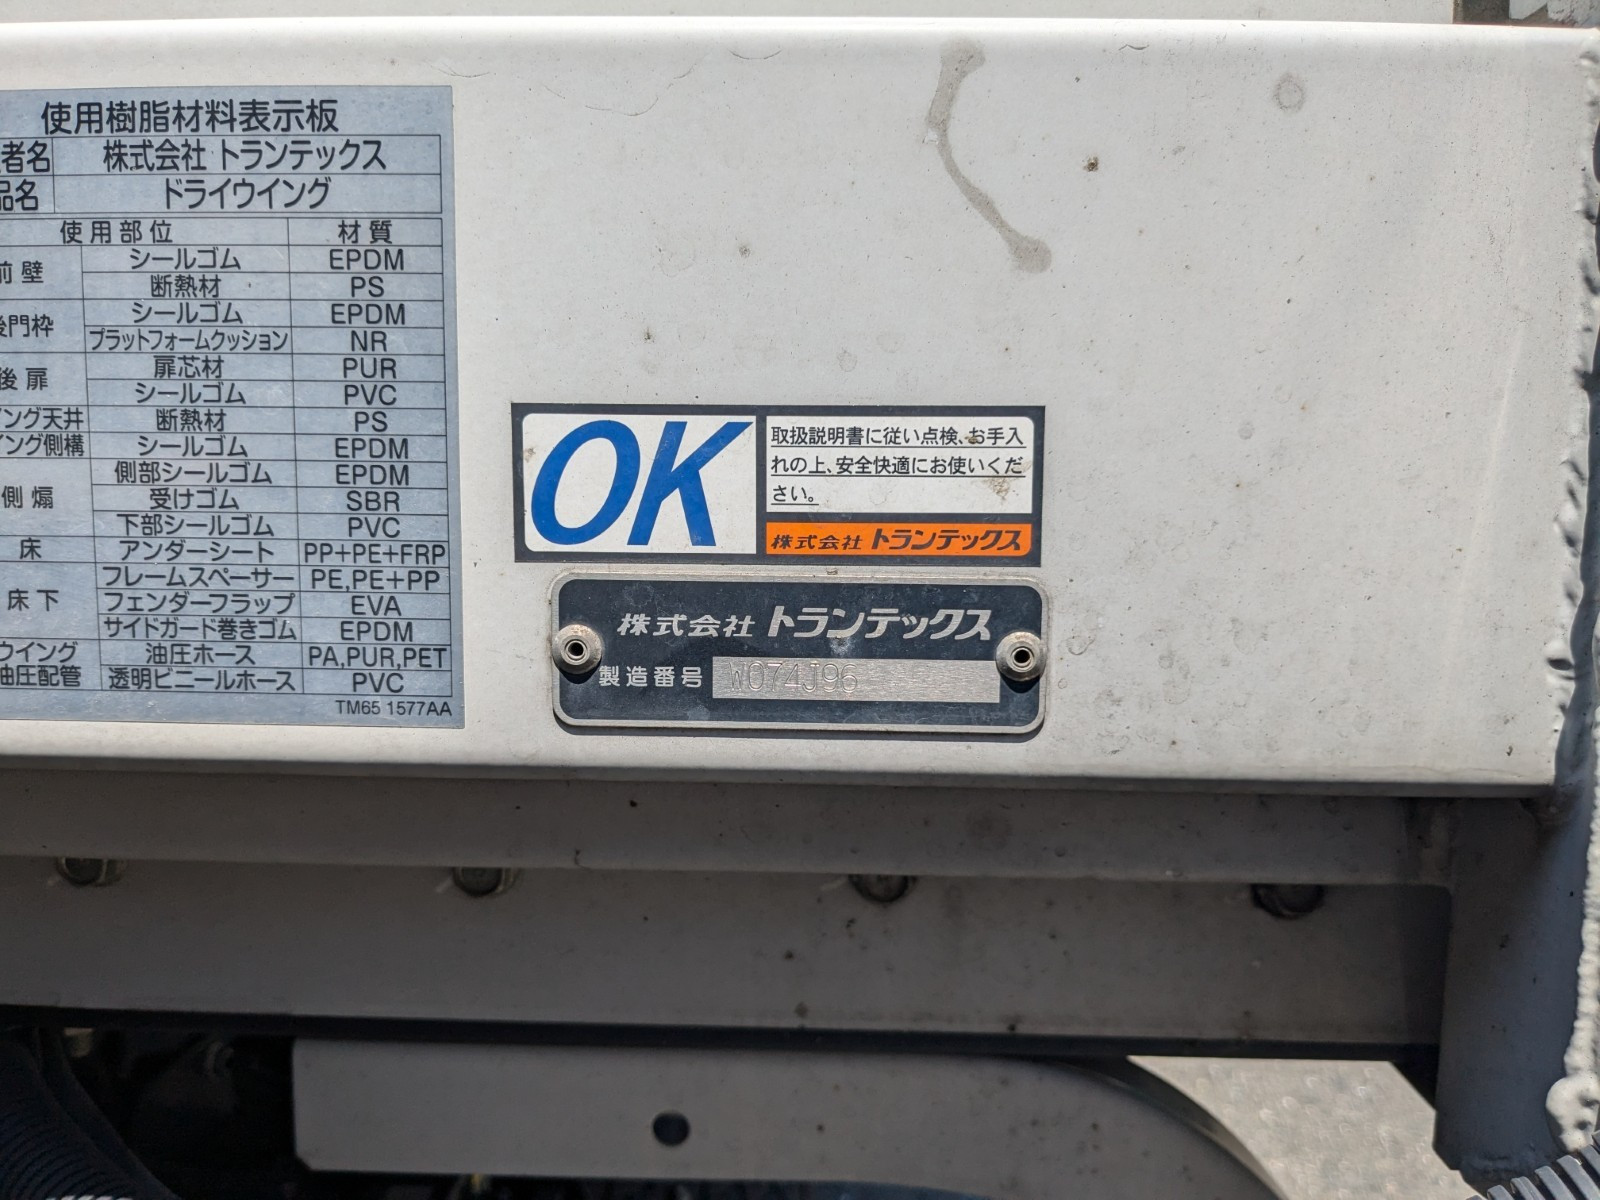 使用樹脂材料表示板
者名 株式会社 トランテックス
品名 ドライウイング
使用部位 材質
前壁 シールゴム EPDM
断熱材 PS
後門枠 シールゴム EPDM
プラットフォームクッション NR
後扉 扉芯材 PUR
シールゴム PVC
イング天井 断熱材 PS
イング側構 シールゴム EPDM
側煽 側部シールゴム EPDM
受けゴム SBR
下部シールゴム PVC
床 アンダーシート PP+PE+FRP
床下 フレームスペーサー PE,PE+PP
フェンダーフラップ EVA
サイドガード巻きゴム EPDM
ウイング油圧配管 油圧ホース PA,PUR,PET
透明ビニールホース PVC
TM65 1577AA
OK
取扱説明書に従い点検、お手入
れの上、安全快適にお使いくだ
さい。
株式会社 トランテックス
株式会社 トランテックス
製造番号 W074J96